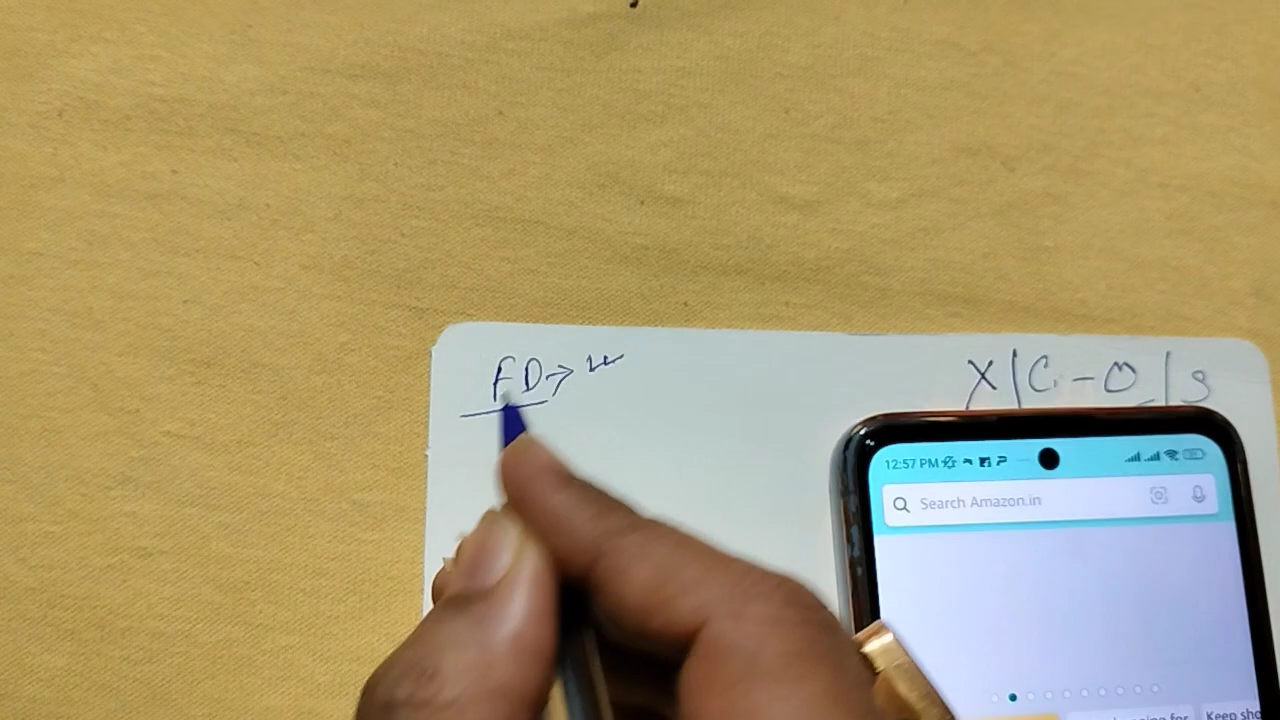 FD →
X | C - O | S
12:57 PM
Search Amazon.in
Keep sho